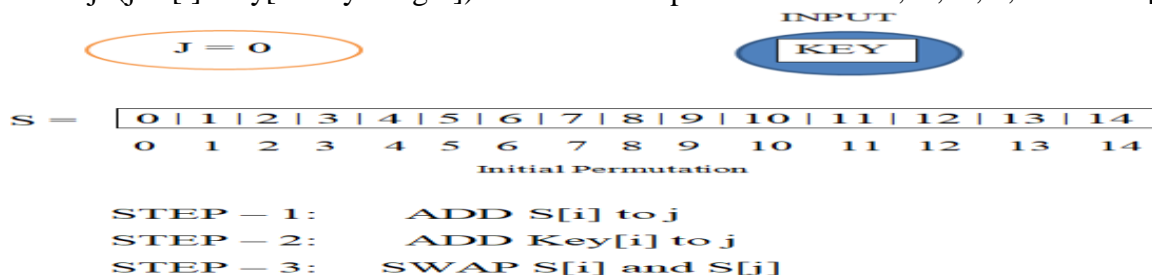 INPUT
J = 0
KEY
S = 0 | 1 | 2 | 3 | 4 | 5 | 6 | 7 | 8 | 9 | 10 | 11 | 12 | 13 | 14
0 1 2 3 4 5 6 7 8 9 10 11 12 13 14
Initial Permutation
STEP – 1: ADD S[i] to j
STEP – 2: ADD Key[i] to j
STEP – 3: SWAP S[i] and S[j]